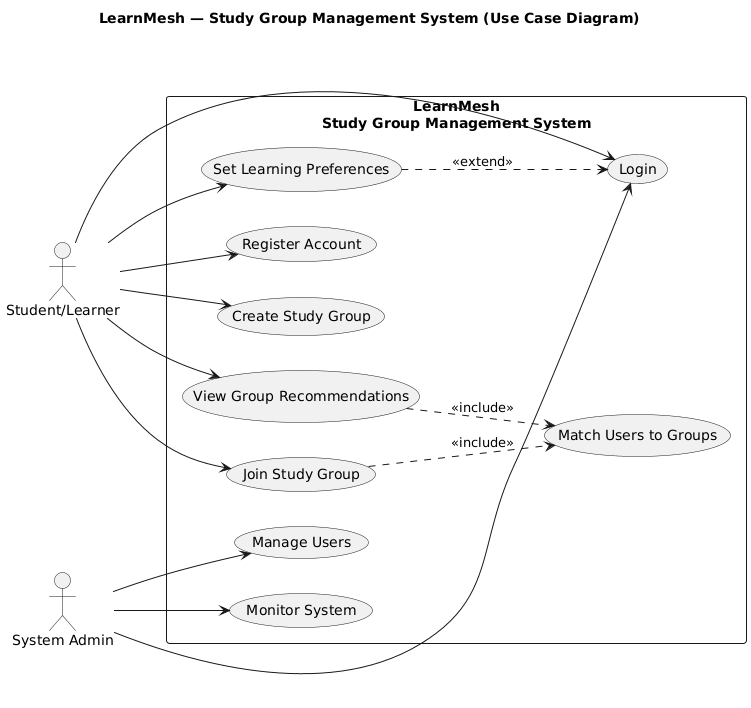 LearnMesh — Study Group Management System (Use Case Diagram)
LearnMesh
Study Group Management System
Set Learning Preferences
«extend»
Login
Register Account
Student/Learner
Create Study Group
View Group Recommendations
«include»
Match Users to Groups
«include»
Join Study Group
Manage Users
Monitor System
System Admin